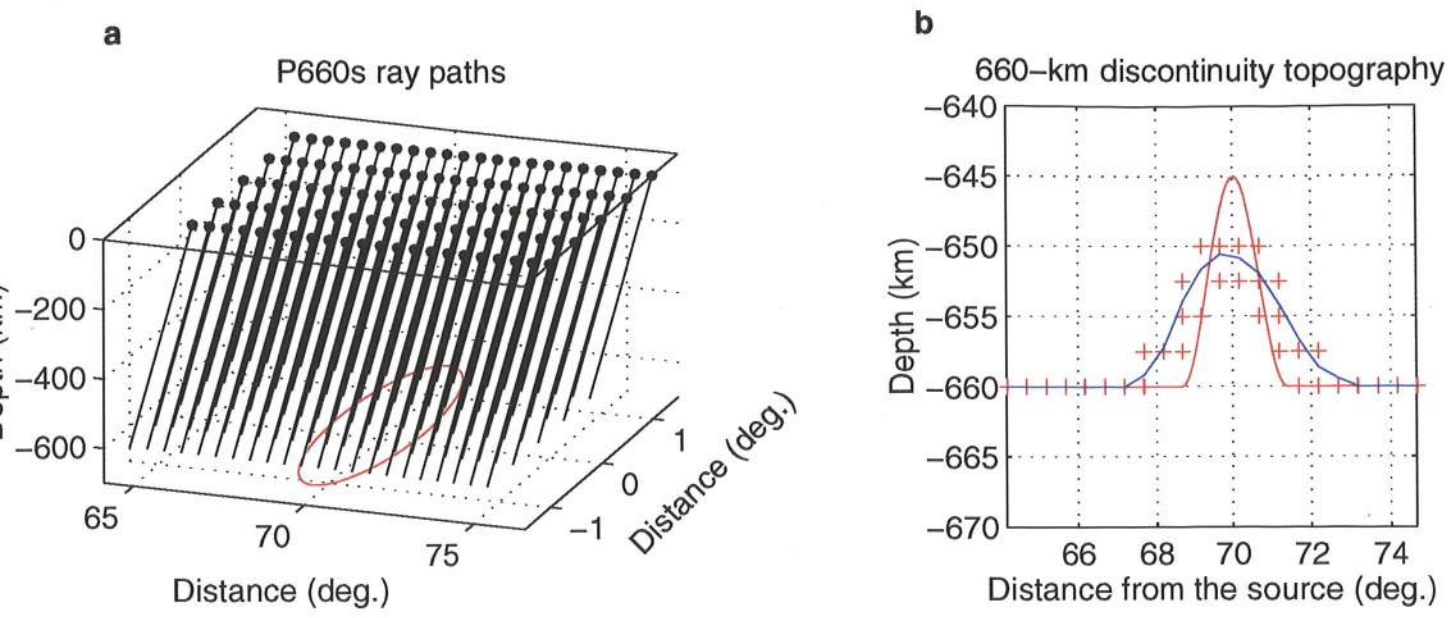 a
P660s ray paths
0
−200
−400
−600
65
70
75
Distance (deg.)
−1
0
1
Distance (deg.)
b
660−km discontinuity topography
−640
−645
−650
−655
−660
−665
−670
Depth (km)
66 68 70 72 74
Distance from the source (deg.)